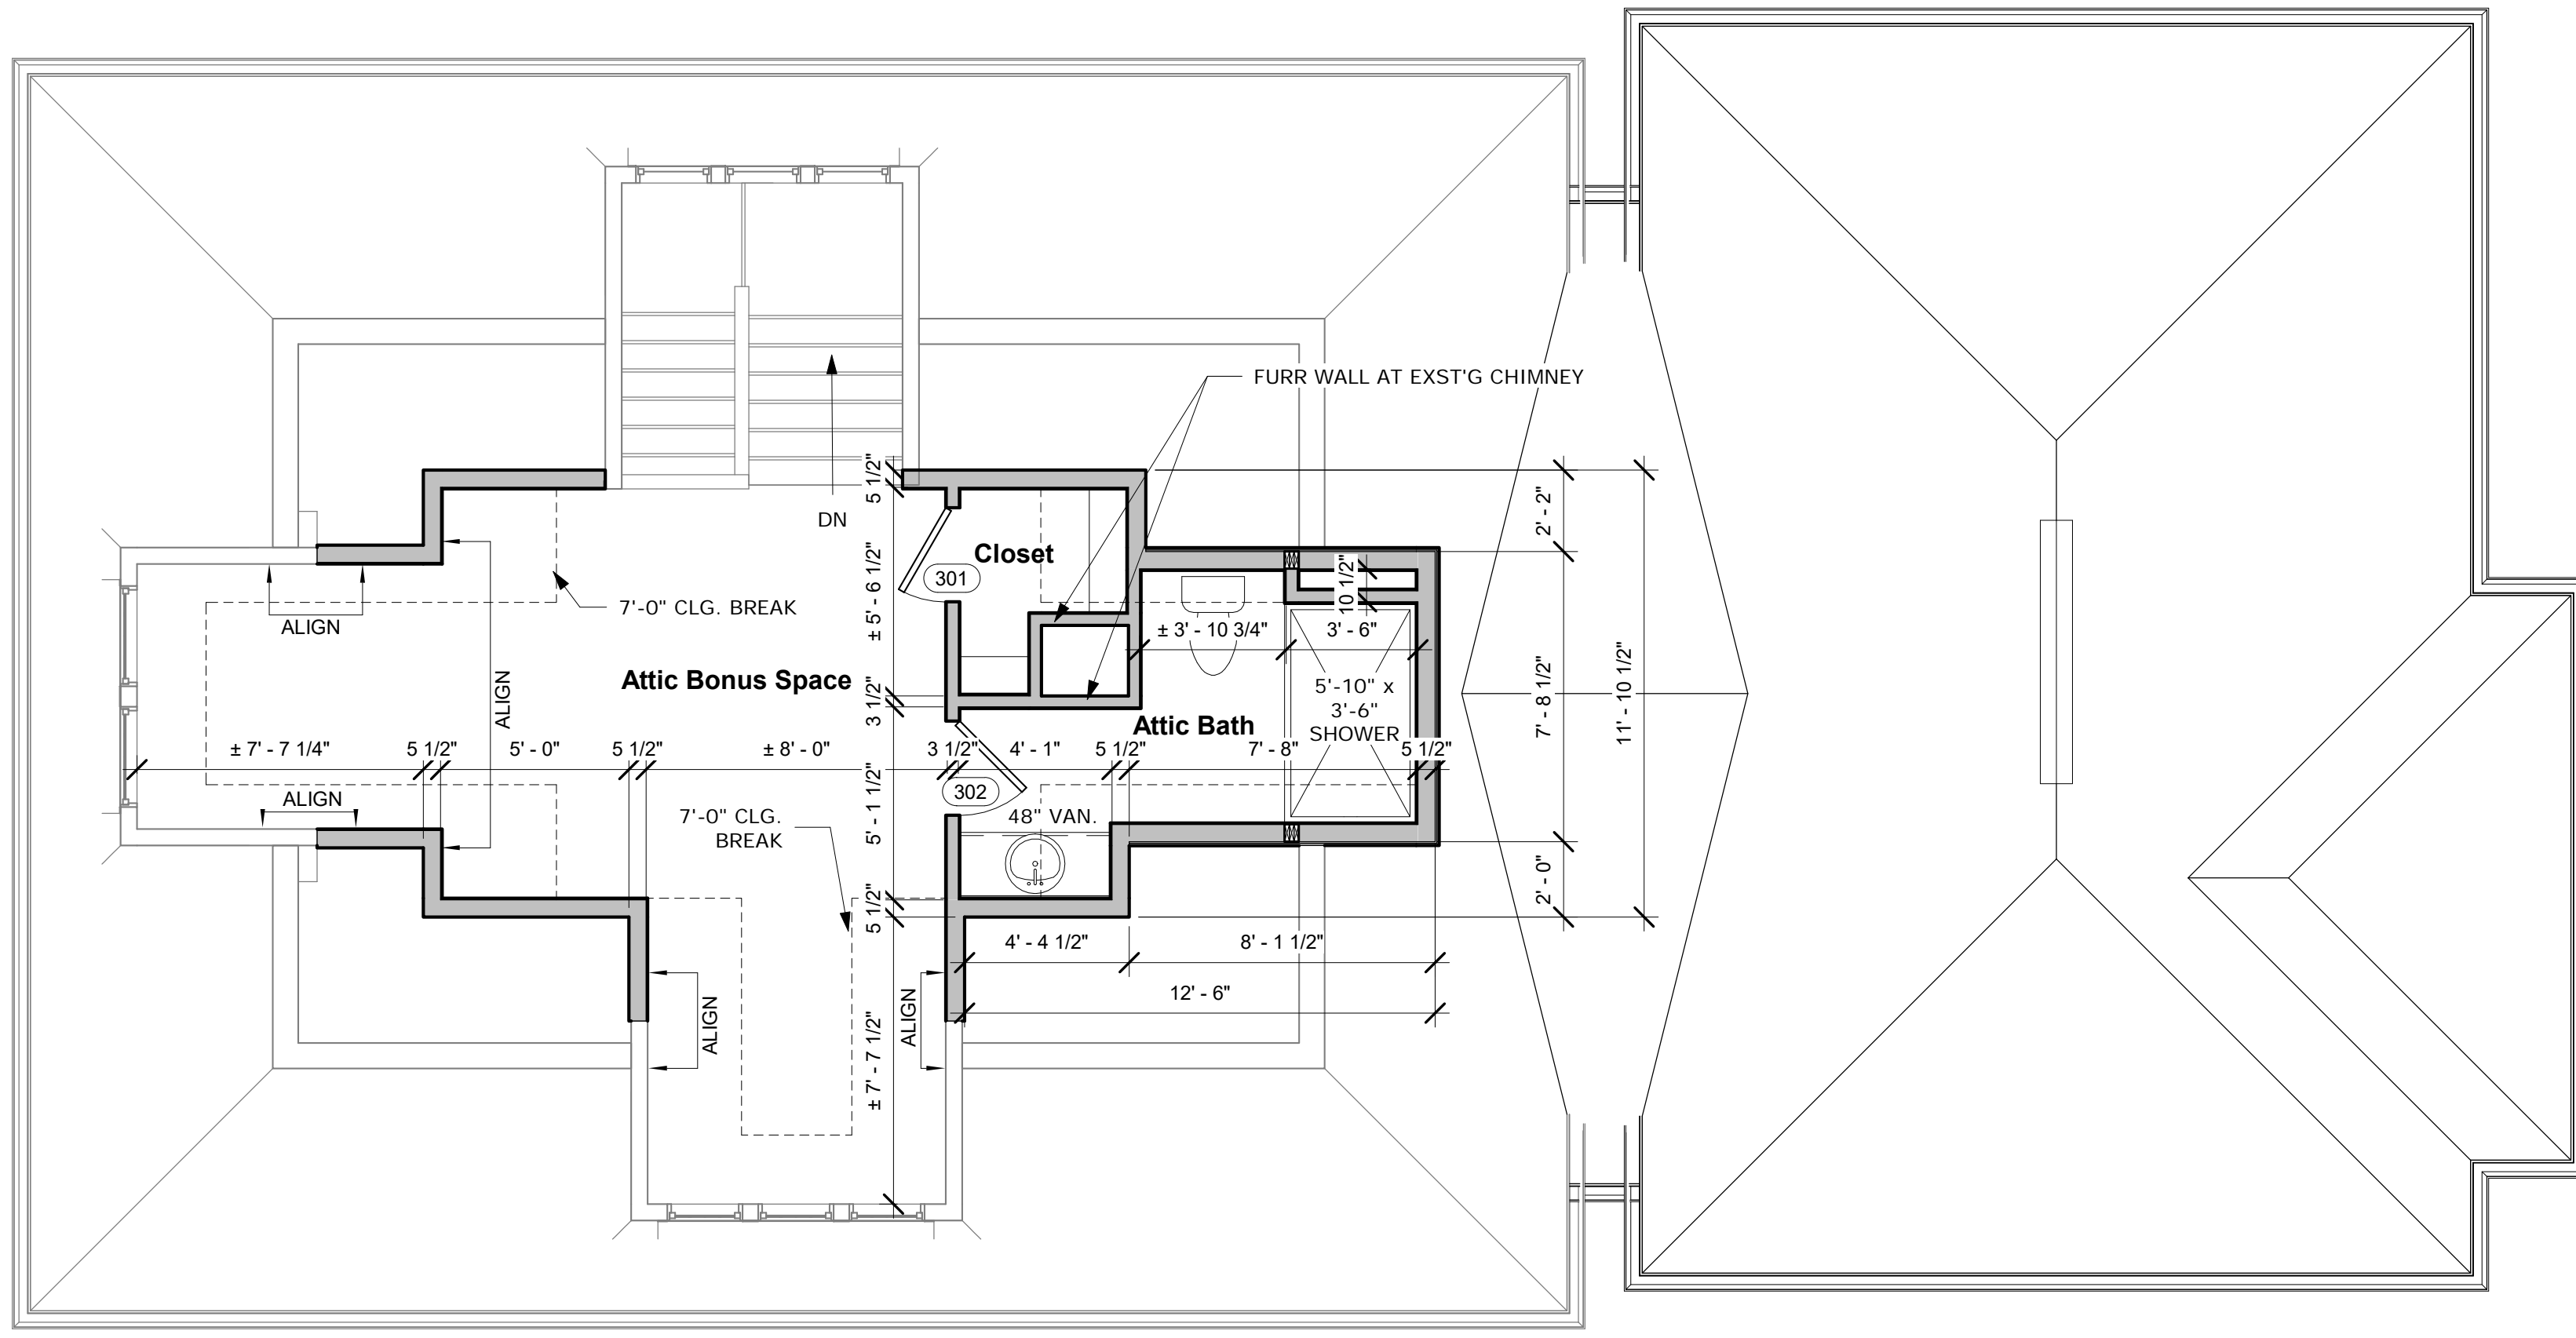 FURR WALL AT EXST'G CHIMNEY
5 1/2"
2' - 2"
DN
Closet
301
± 5' - 6 1/2"
10 1/2"
7'-0" CLG. BREAK
ALIGN
± 3' - 10 3/4"
3' - 6"
Attic Bonus Space
ALIGN
3 1/2"
5'-10" x
3'-6"
SHOWER
Attic Bath
7' - 8 1/2"
11' - 10 1/2"
± 7' - 7 1/4"
5 1/2"
5' - 0"
5 1/2"
± 8' - 0"
3 1/2"
4' - 1"
5 1/2"
7' - 8"
5 1/2"
302
ALIGN
5' - 1 1/2"
7'-0" CLG.
BREAK
48" VAN.
5 1/2"
2' - 0"
4' - 4 1/2"
8' - 1 1/2"
12' - 6"
ALIGN
ALIGN
± 7' - 7 1/2"